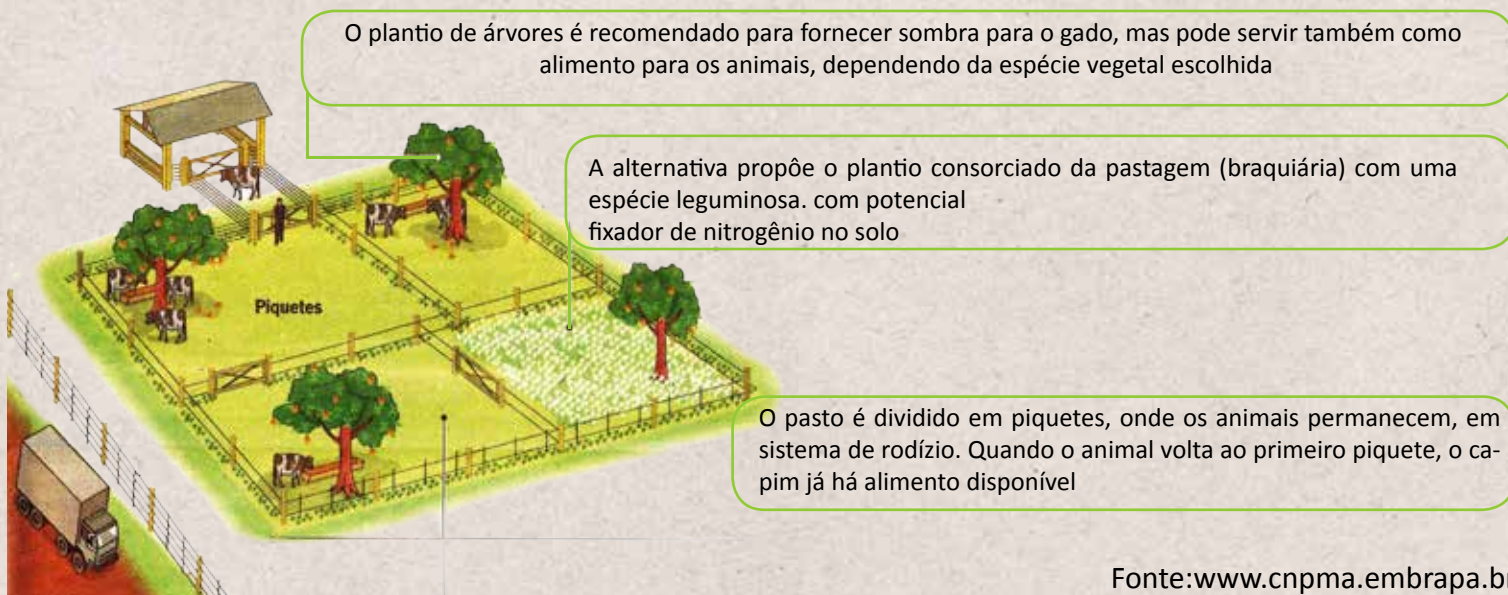 O plantio de árvores é recomendado para fornecer sombra para o gado, mas pode servir também como
alimento para os animais, dependendo da espécie vegetal escolhida
A alternativa propôe o plantio consorciado da pastagem (braquiária) com uma
espécie leguminosa. com potencial
fixador de nitrogênio no solo
Piquetes
O pasto é dividido em piquetes, onde os animais permanecem, em
sistema de rodízio. Quando o animal volta ao primeiro piquete, o ca-
pim já há alimento disponível
Fonte:www.cnpma.embrapa.br